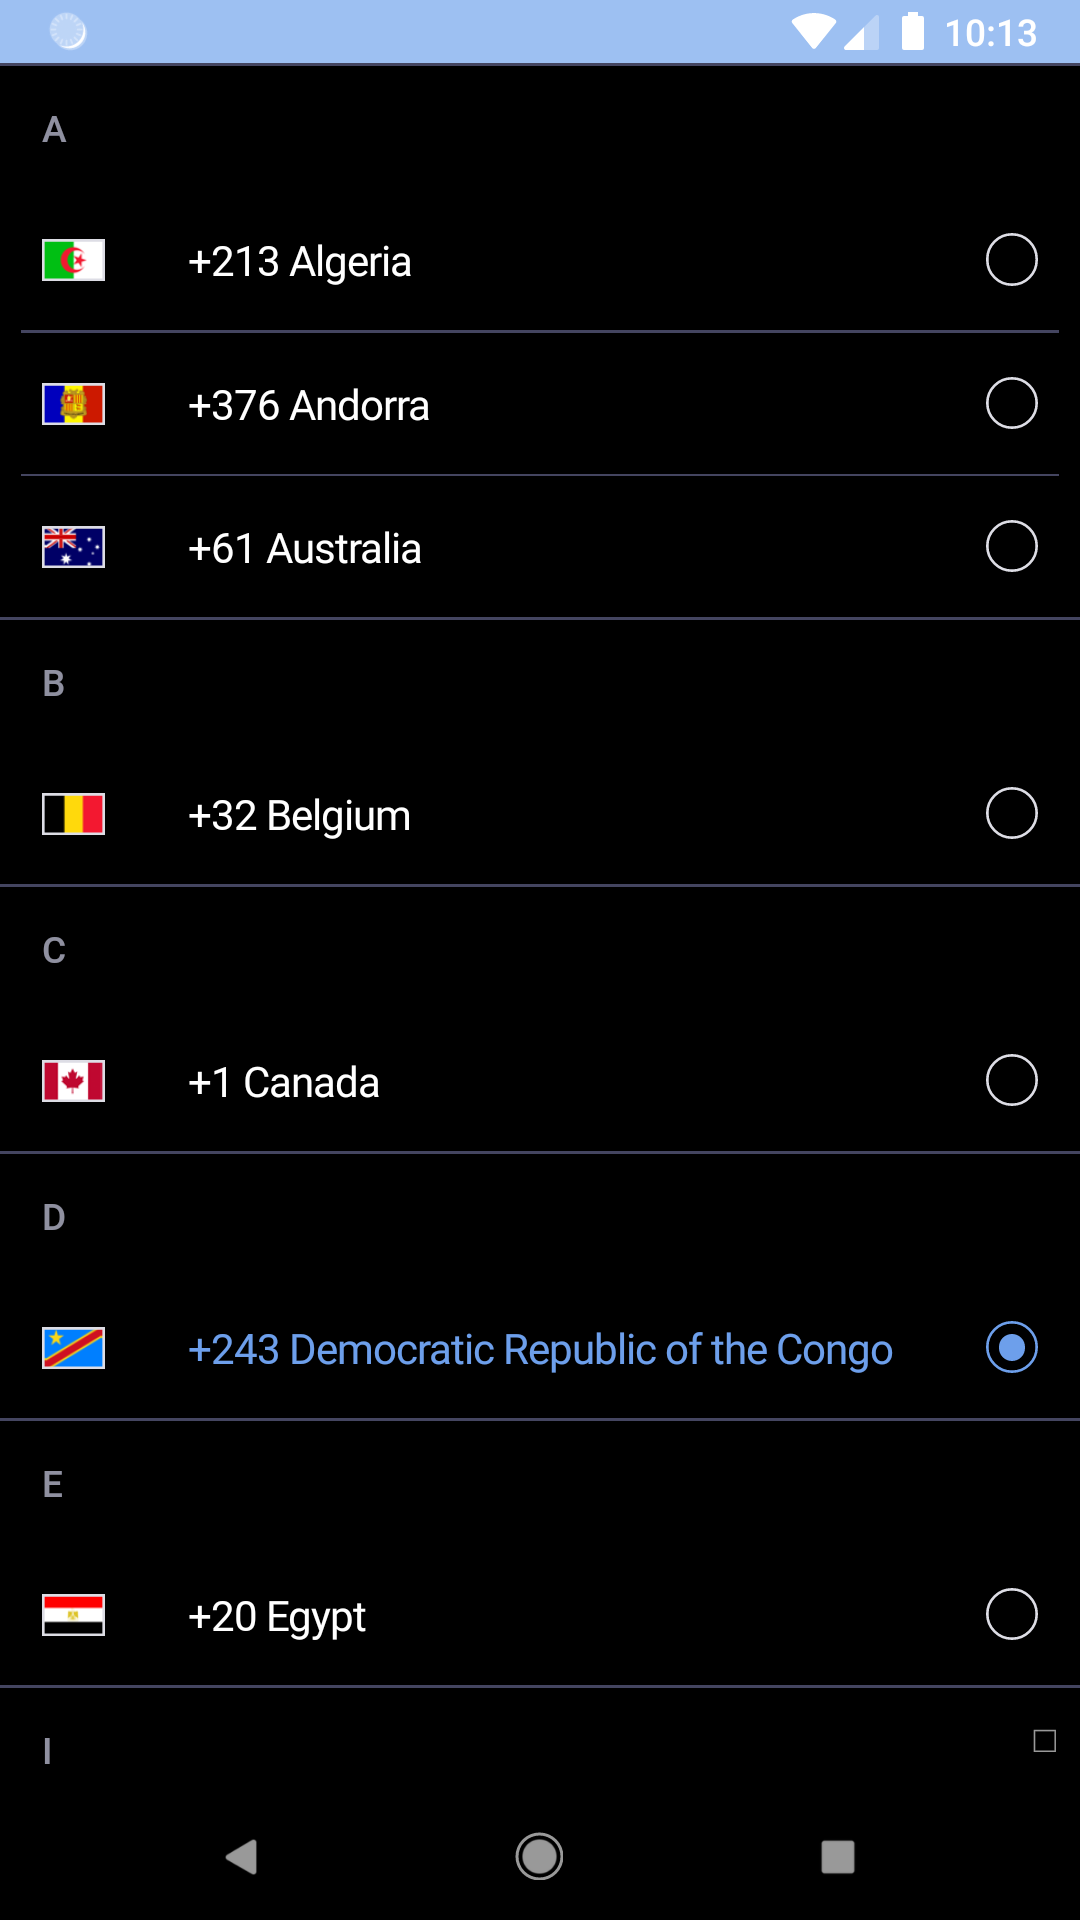 10:13
A
+213 Algeria
+376 Andorra
+61 Australia
B
+32 Belgium
C
+1 Canada
D
+243 Democratic Republic of the Congo
E
+20 Egypt
I